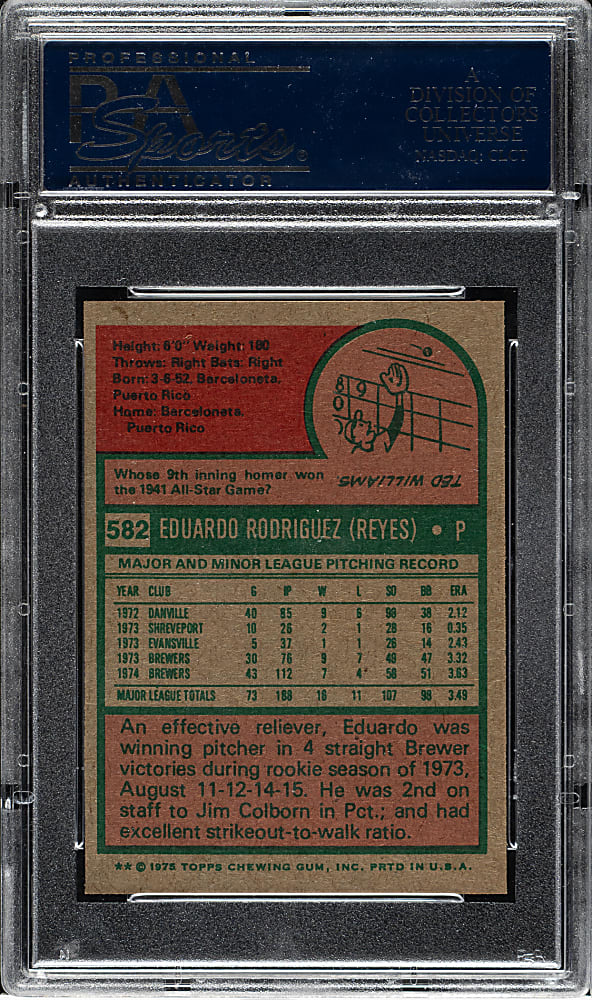 PROFESSIONAL
PSA
Sports®
AUTHENTICATOR
A
DIVISION OF
COLLECTORS
UNIVERSE
NASDAQ: CLCT
Height: 6'0" Weight: 180
Throws: Right Bats: Right
Born: 3-6-52, Barceloneta,
Puerto Rico
Home: Barceloneta,
Puerto Rico
8 9
0
Whose 9th inning homer won
the 1941 All-Star Game?
TED WILLIAMS
582 EDUARDO RODRIGUEZ (REYES) • P
MAJOR AND MINOR LEAGUE PITCHING RECORD
YEAR CLUB G IP W L SO BB ERA
1972 DANVILLE 40 85 9 6 99 38 2.12
1973 SHREVEPORT 10 26 2 1 28 16 0.35
1973 EVANSVILLE 5 37 1 1 26 14 2.43
1973 BREWERS 30 76 9 7 49 47 3.32
1974 BREWERS 43 112 7 4 58 51 3.63
MAJOR LEAGUE TOTALS 73 188 16 11 107 98 3.49
An effective reliever, Eduardo was
winning pitcher in 4 straight Brewer
victories during rookie season of 1973,
August 11-12-14-15. He was 2nd on
staff to Jim Colborn in Pct.; and had
excellent strikeout-to-walk ratio.
** © 1975 TOPPS CHEWING GUM, INC. PRTD IN U.S.A.
PSA